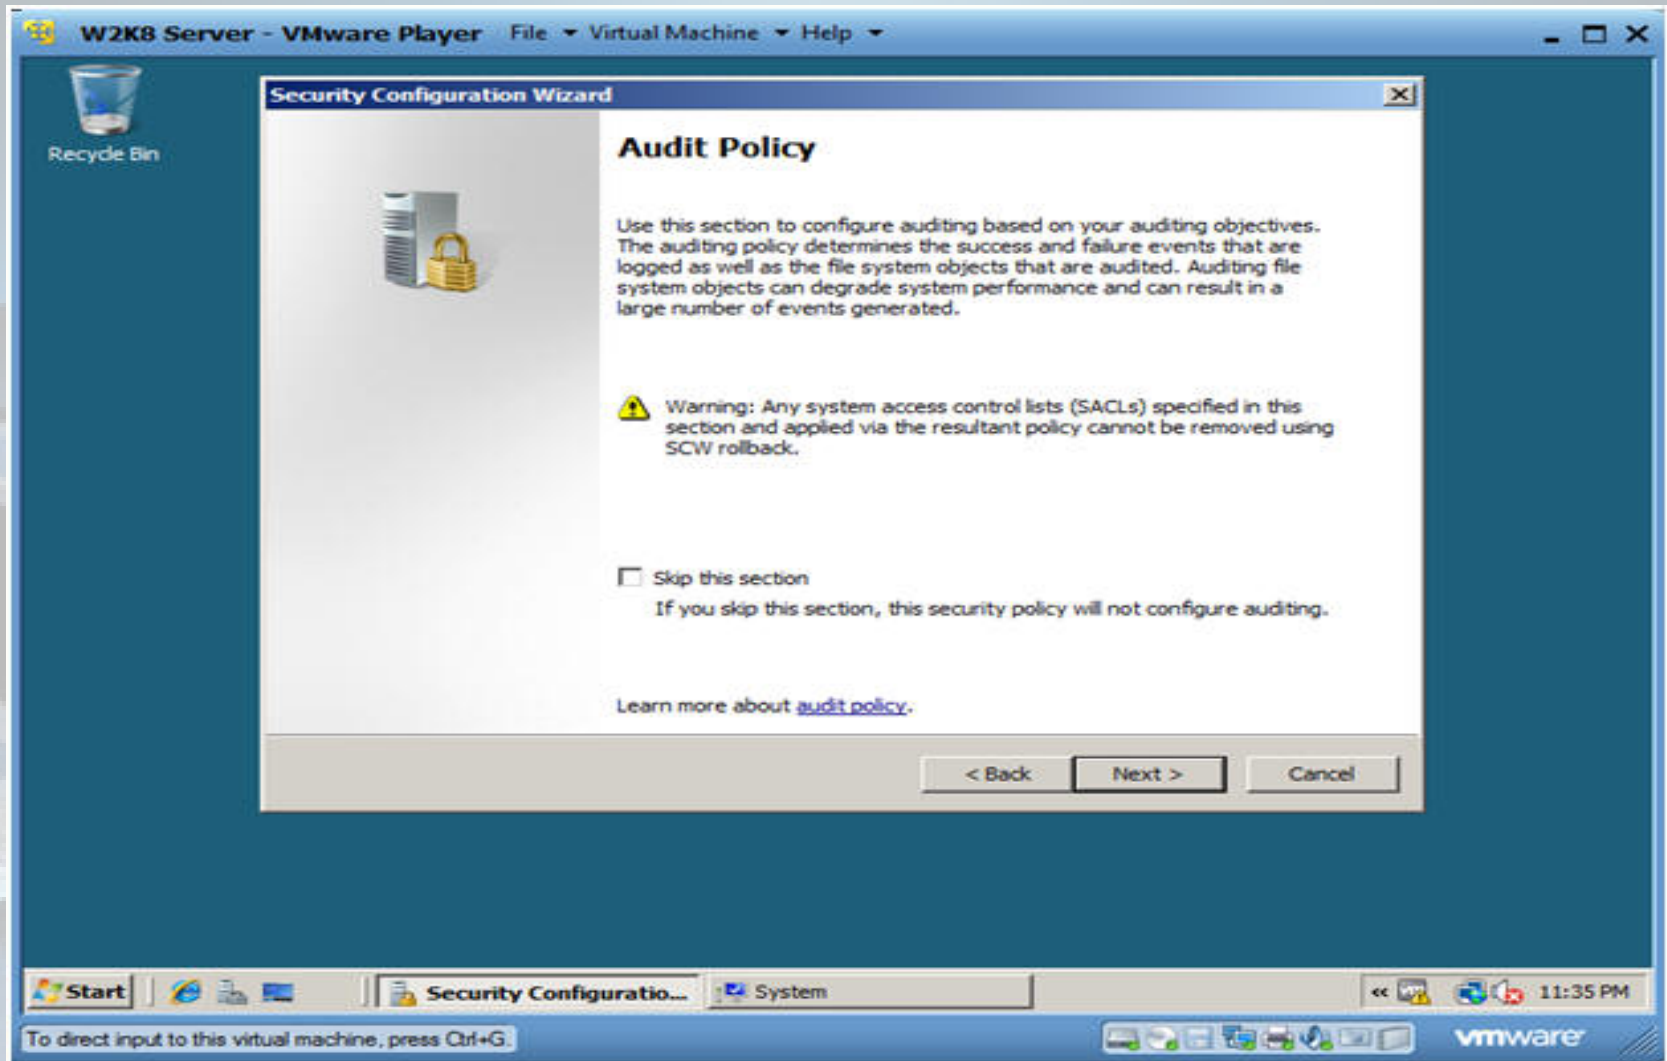 W2K8 Server - VMware Player File Virtual Machine Help
Recycle Bin
Security Configuration Wizard
Audit Policy
Use this section to configure auditing based on your auditing objectives.
The auditing policy determines the success and failure events that are
logged as well as the file system objects that are audited. Auditing file
system objects can degrade system performance and can result in a
large number of events generated.
Warning: Any system access control lists (SACLs) specified in this
section and applied via the resultant policy cannot be removed using
SCW rollback.
Skip this section
If you skip this section, this security policy will not configure auditing.
Learn more about audit policy.
< Back Next > Cancel
Start Security Configuratio... System « 11:35 PM
To direct input to this virtual machine, press Ctrl+G. vmware